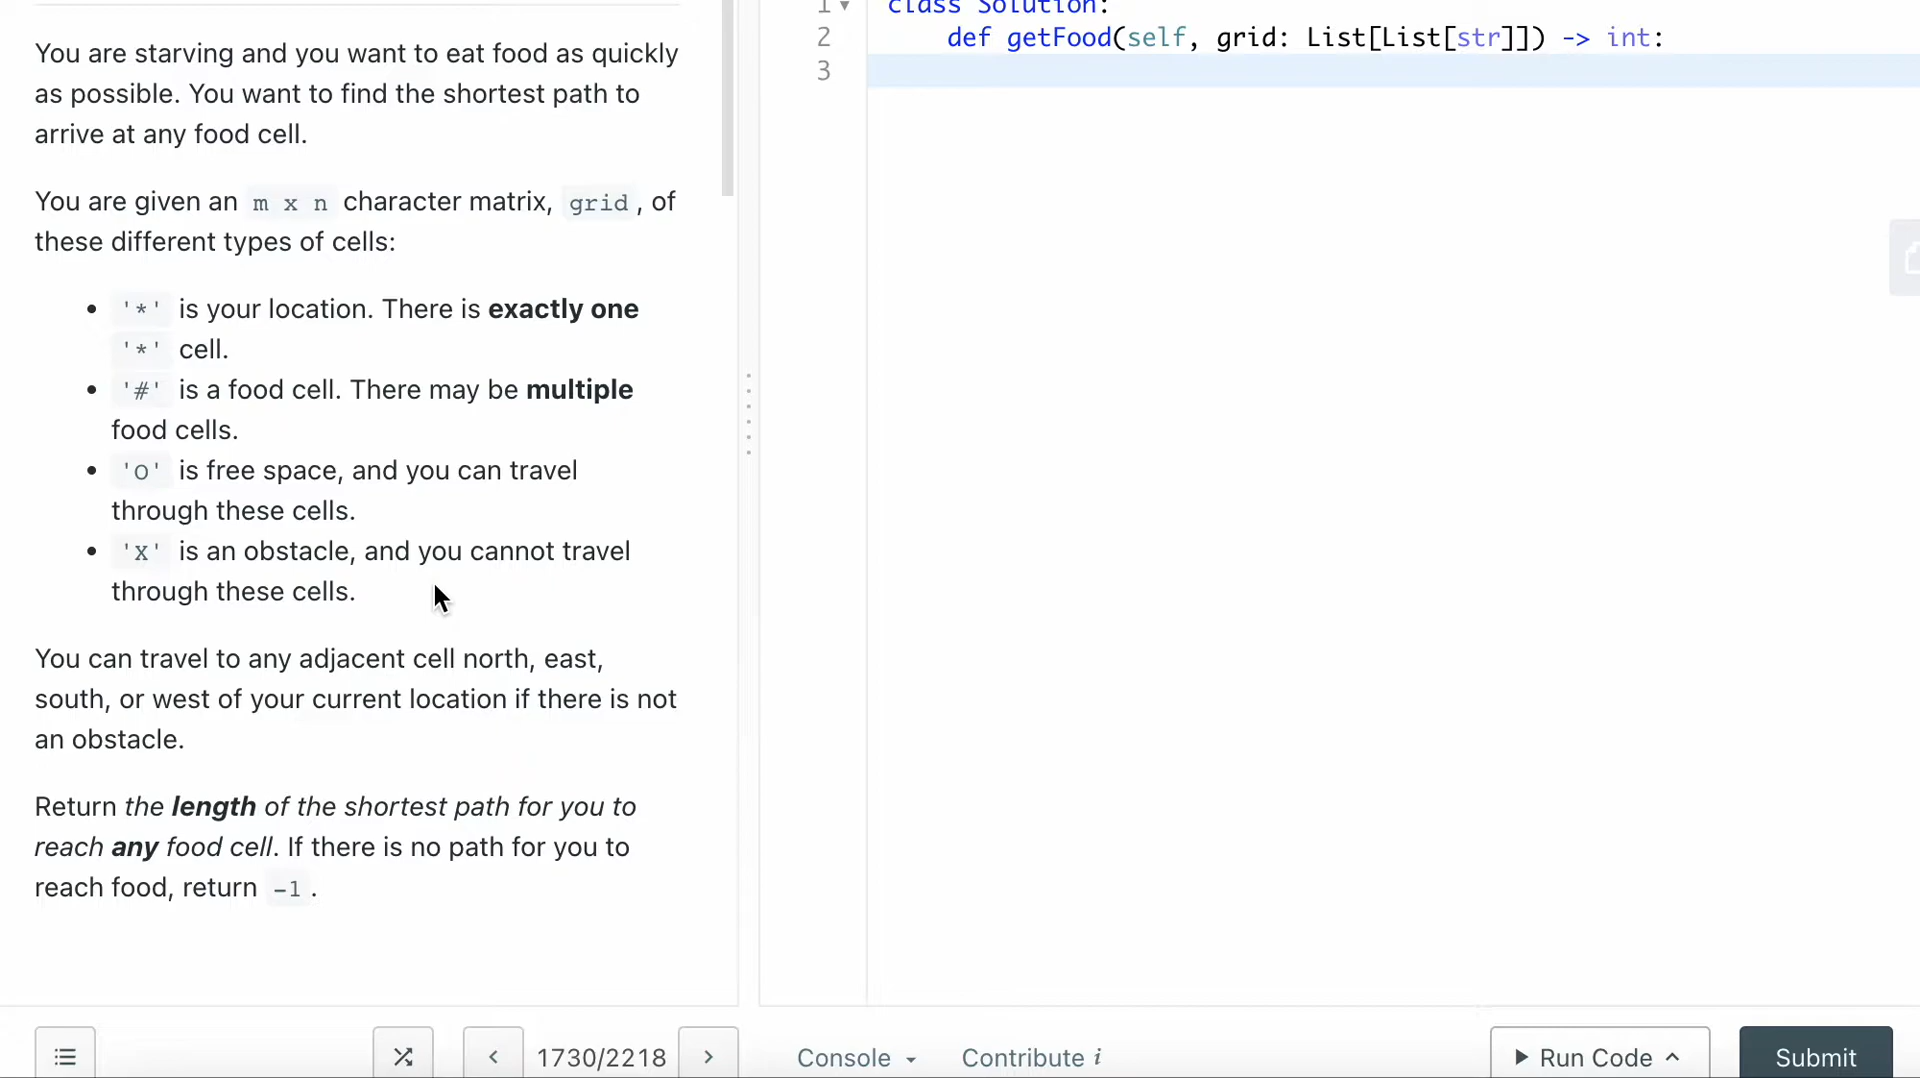 You are starving and you want to eat food as quickly
as possible. You want to find the shortest path to
arrive at any food cell.
You are given an m x n character matrix, grid, of
these different types of cells:
• '*' is your location. There is exactly one
'*' cell.
• '#' is a food cell. There may be multiple
food cells.
• 'O' is free space, and you can travel
through these cells.
• 'X' is an obstacle, and you cannot travel
through these cells.
You can travel to any adjacent cell north, east,
south, or west of your current location if there is not
an obstacle.
Return the length of the shortest path for you to
reach any food cell. If there is no path for you to
reach food, return -1.
1730/2218
1 class Solution:
2 def getFood(self, grid: List[List[str]]) -> int:
3
Console
Contribute i
Run Code
Submit